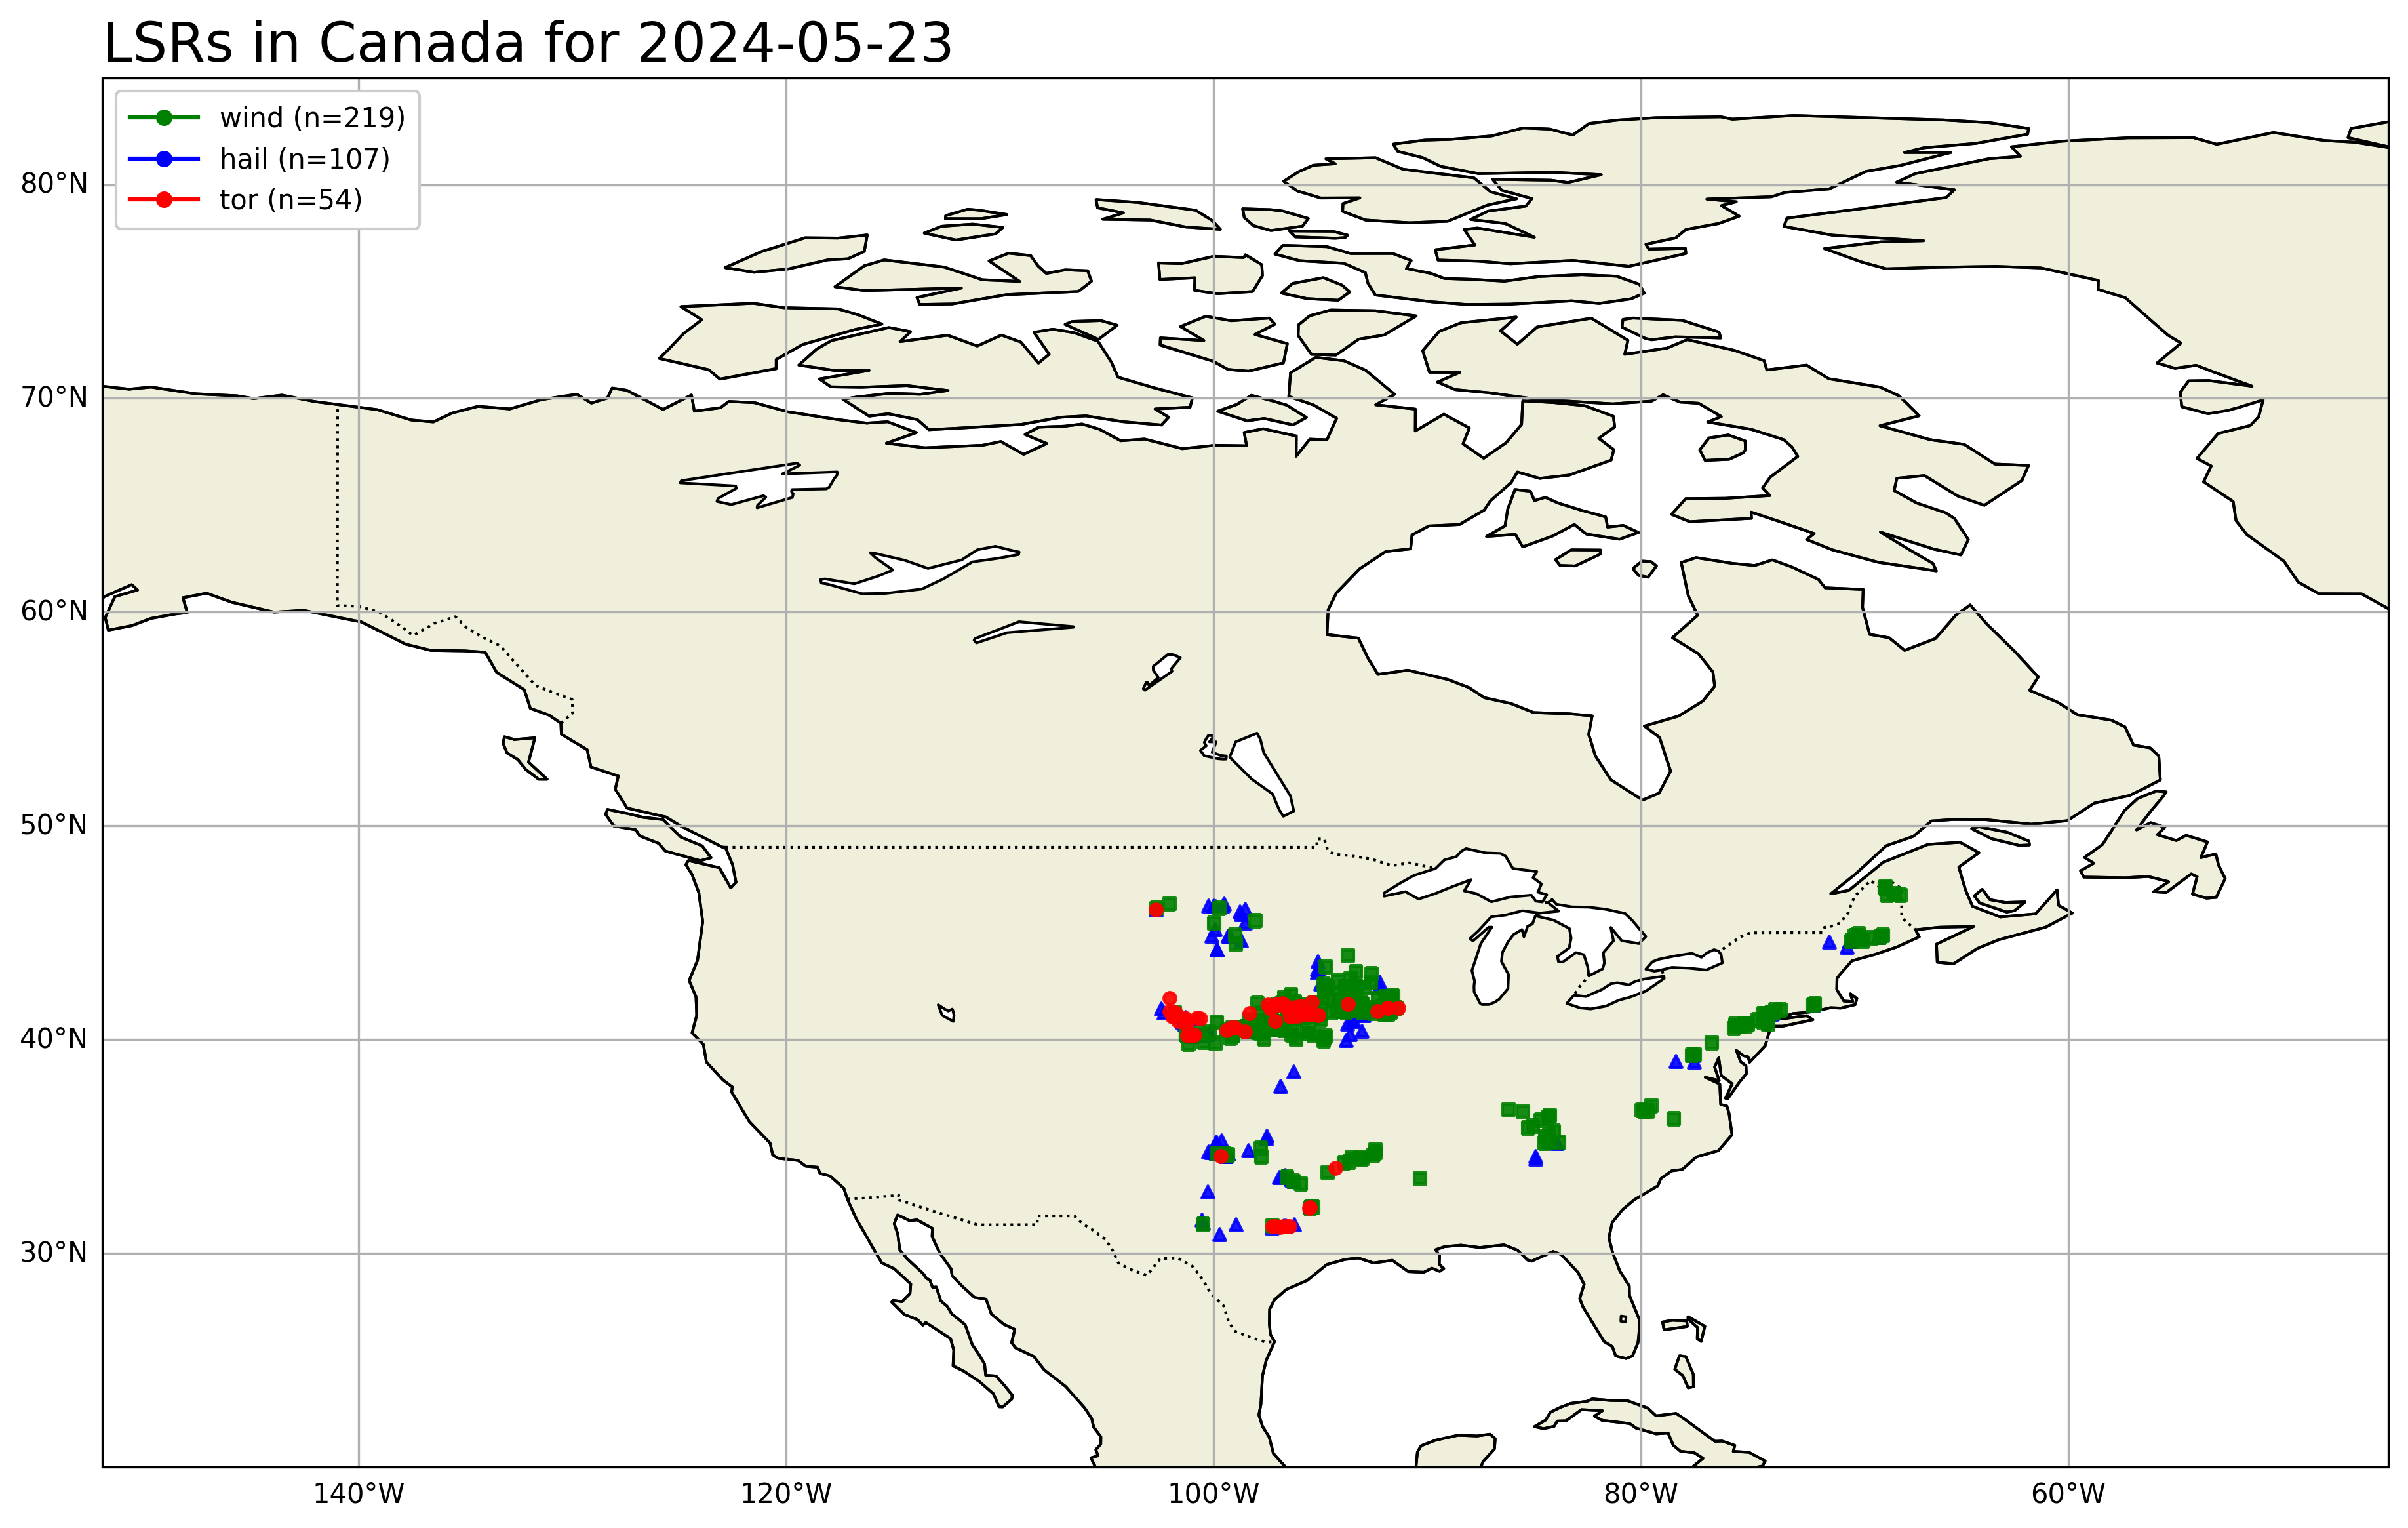 LSRs in Canada for 2024-05-23
wind (n=219)
hail (n=107)
tor (n=54)
80°N
70°N
60°N
50°N
40°N
30°N
140°W
120°W
100°W
80°W
60°W